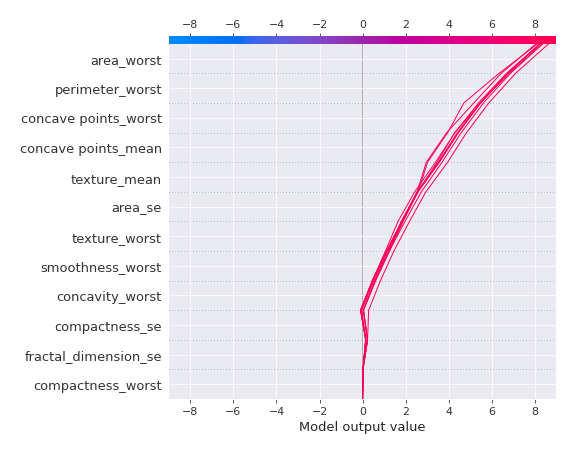 −8 −6 −4 −2 0 2 4 6 8
area_worst
perimeter_worst
concave points_worst
concave points_mean
texture_mean
area_se
texture_worst
smoothness_worst
concavity_worst
compactness_se
fractal_dimension_se
compactness_worst
−8 −6 −4 −2 0 2 4 6 8
Model output value